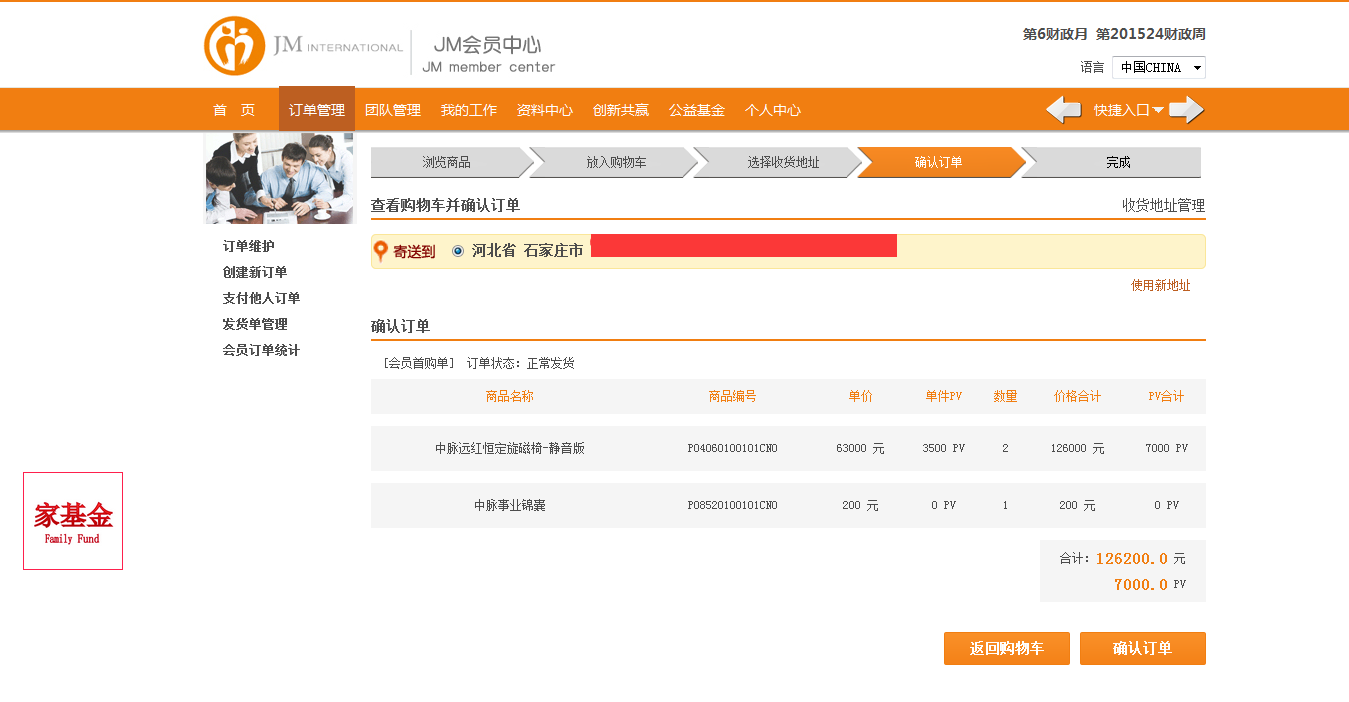 JM INTERNATIONAL
JM会员中心
JM member center
第6财政月 第201524财政周
语言 中国CHINA
首 页 订单管理 团队管理 我的工作 资料中心 创新共赢 公益基金 个人中心 快捷入口
浏览商品 放入购物车 选择收货地址 确认订单 完成
查看购物车并确认订单 收货地址管理
寄送到 河北省 石家庄市
使用新地址
订单维护
创建新订单
支付他人订单
发货单管理
会员订单统计
确认订单
[会员首购单] 订单状态：正常发货
商品名称 商品编号 单价 单件PV 数量 价格合计 PV合计
中脉远红恒定旋磁椅-静音版 P04060100101CN0 63000 元 3500 PV 2 126000 元 7000 PV
中脉事业锦囊 P08520100101CN0 200 元 0 PV 1 200 元 0 PV
合计：126200.0 元
7000.0 PV
返回购物车 确认订单
家基金
Family Fund